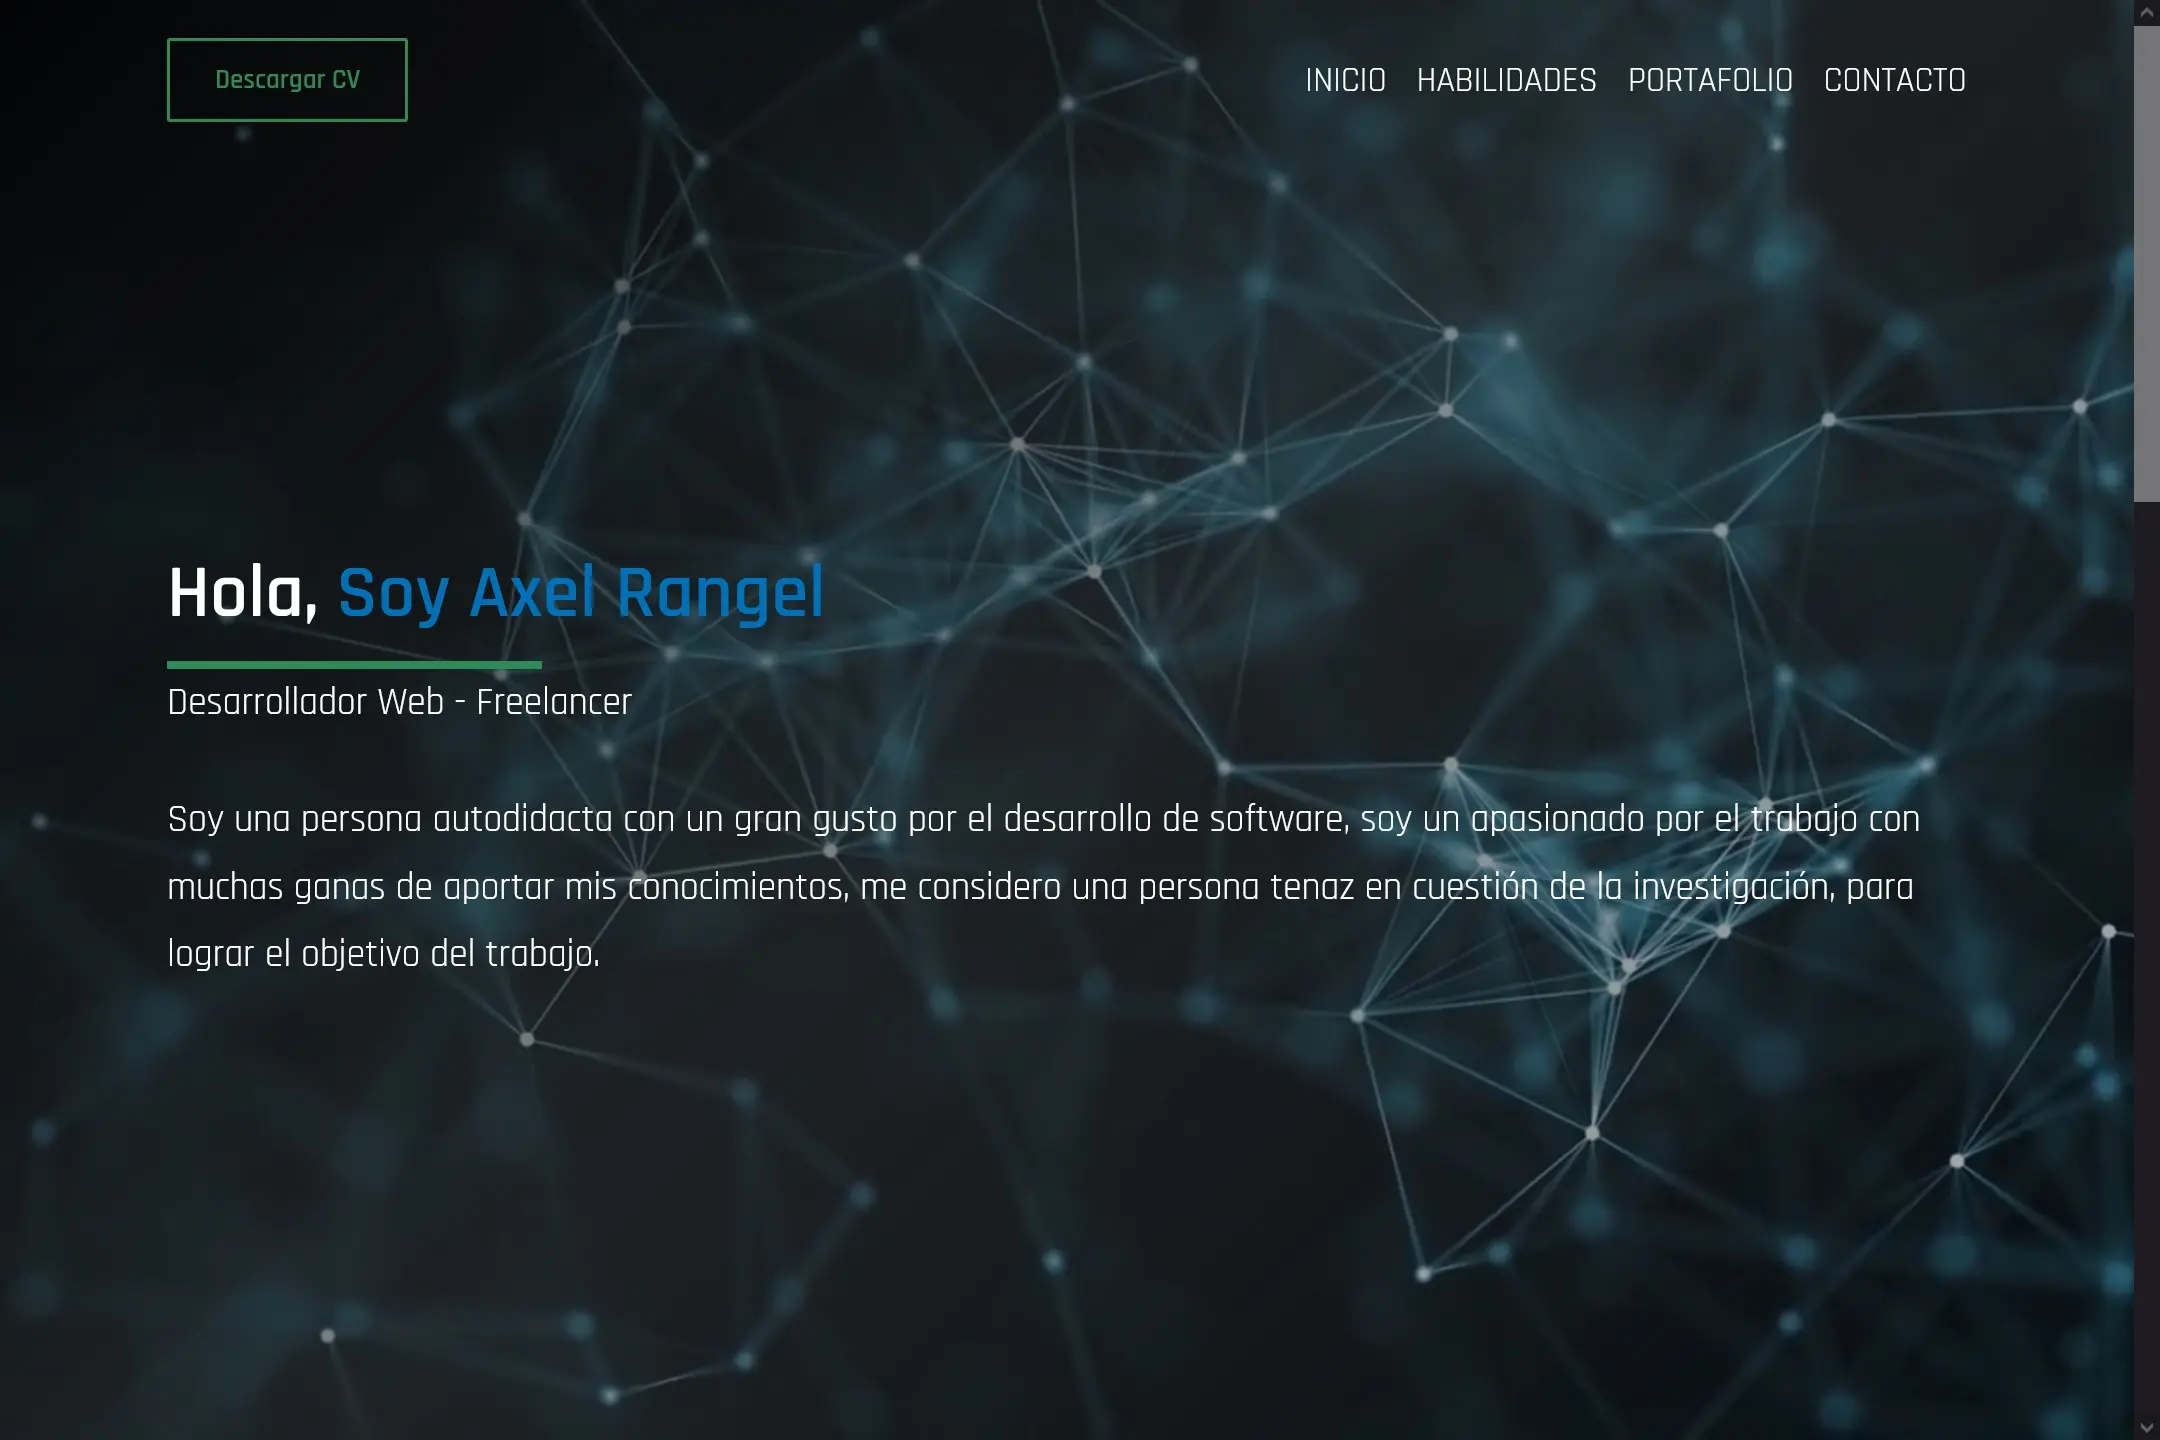 Descargar CV
INICIO HABILIDADES PORTAFOLIO CONTACTO
Hola, Soy Axel Rangel
Desarrollador Web - Freelancer
Soy una persona autodidacta con un gran gusto por el desarrollo de software, soy un apasionado por el trabajo con
muchas ganas de aportar mis conocimientos, me considero una persona tenaz en cuestión de la investigación, para
lograr el objetivo del trabajo.